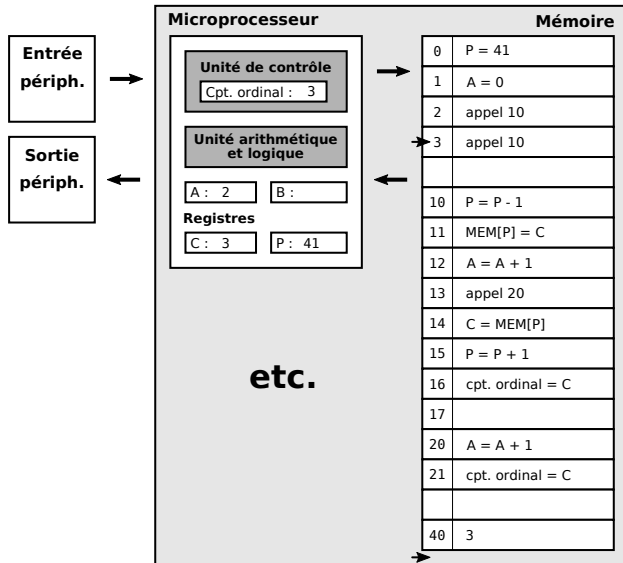 Microprocesseur
Mémoire
Entrée
périph.
Sortie
périph.
Unité de contrôle
Cpt. ordinal : 3
Unité arithmétique
et logique
A : 2
B :
Registres
C : 3
P : 41
etc.
0 P = 41
1 A = 0
2 appel 10
3 appel 10
10 P = P - 1
11 MEM[P] = C
12 A = A + 1
13 appel 20
14 C = MEM[P]
15 P = P + 1
16 cpt. ordinal = C
17
20 A = A + 1
21 cpt. ordinal = C
40 3